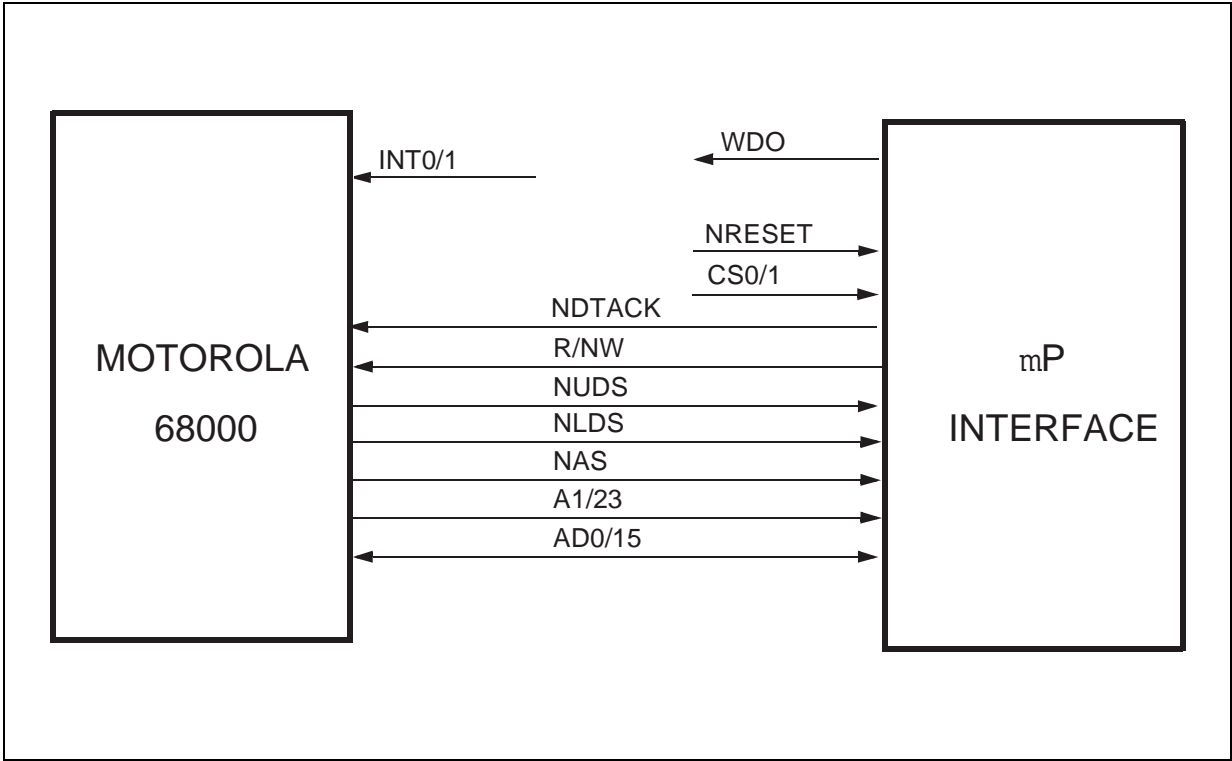 INT0/1
WDO
NRESET
CS0/1
NDTACK
R/NW
NUDS
NLDS
NAS
A1/23
AD0/15
MOTOROLA
68000
mP
INTERFACE